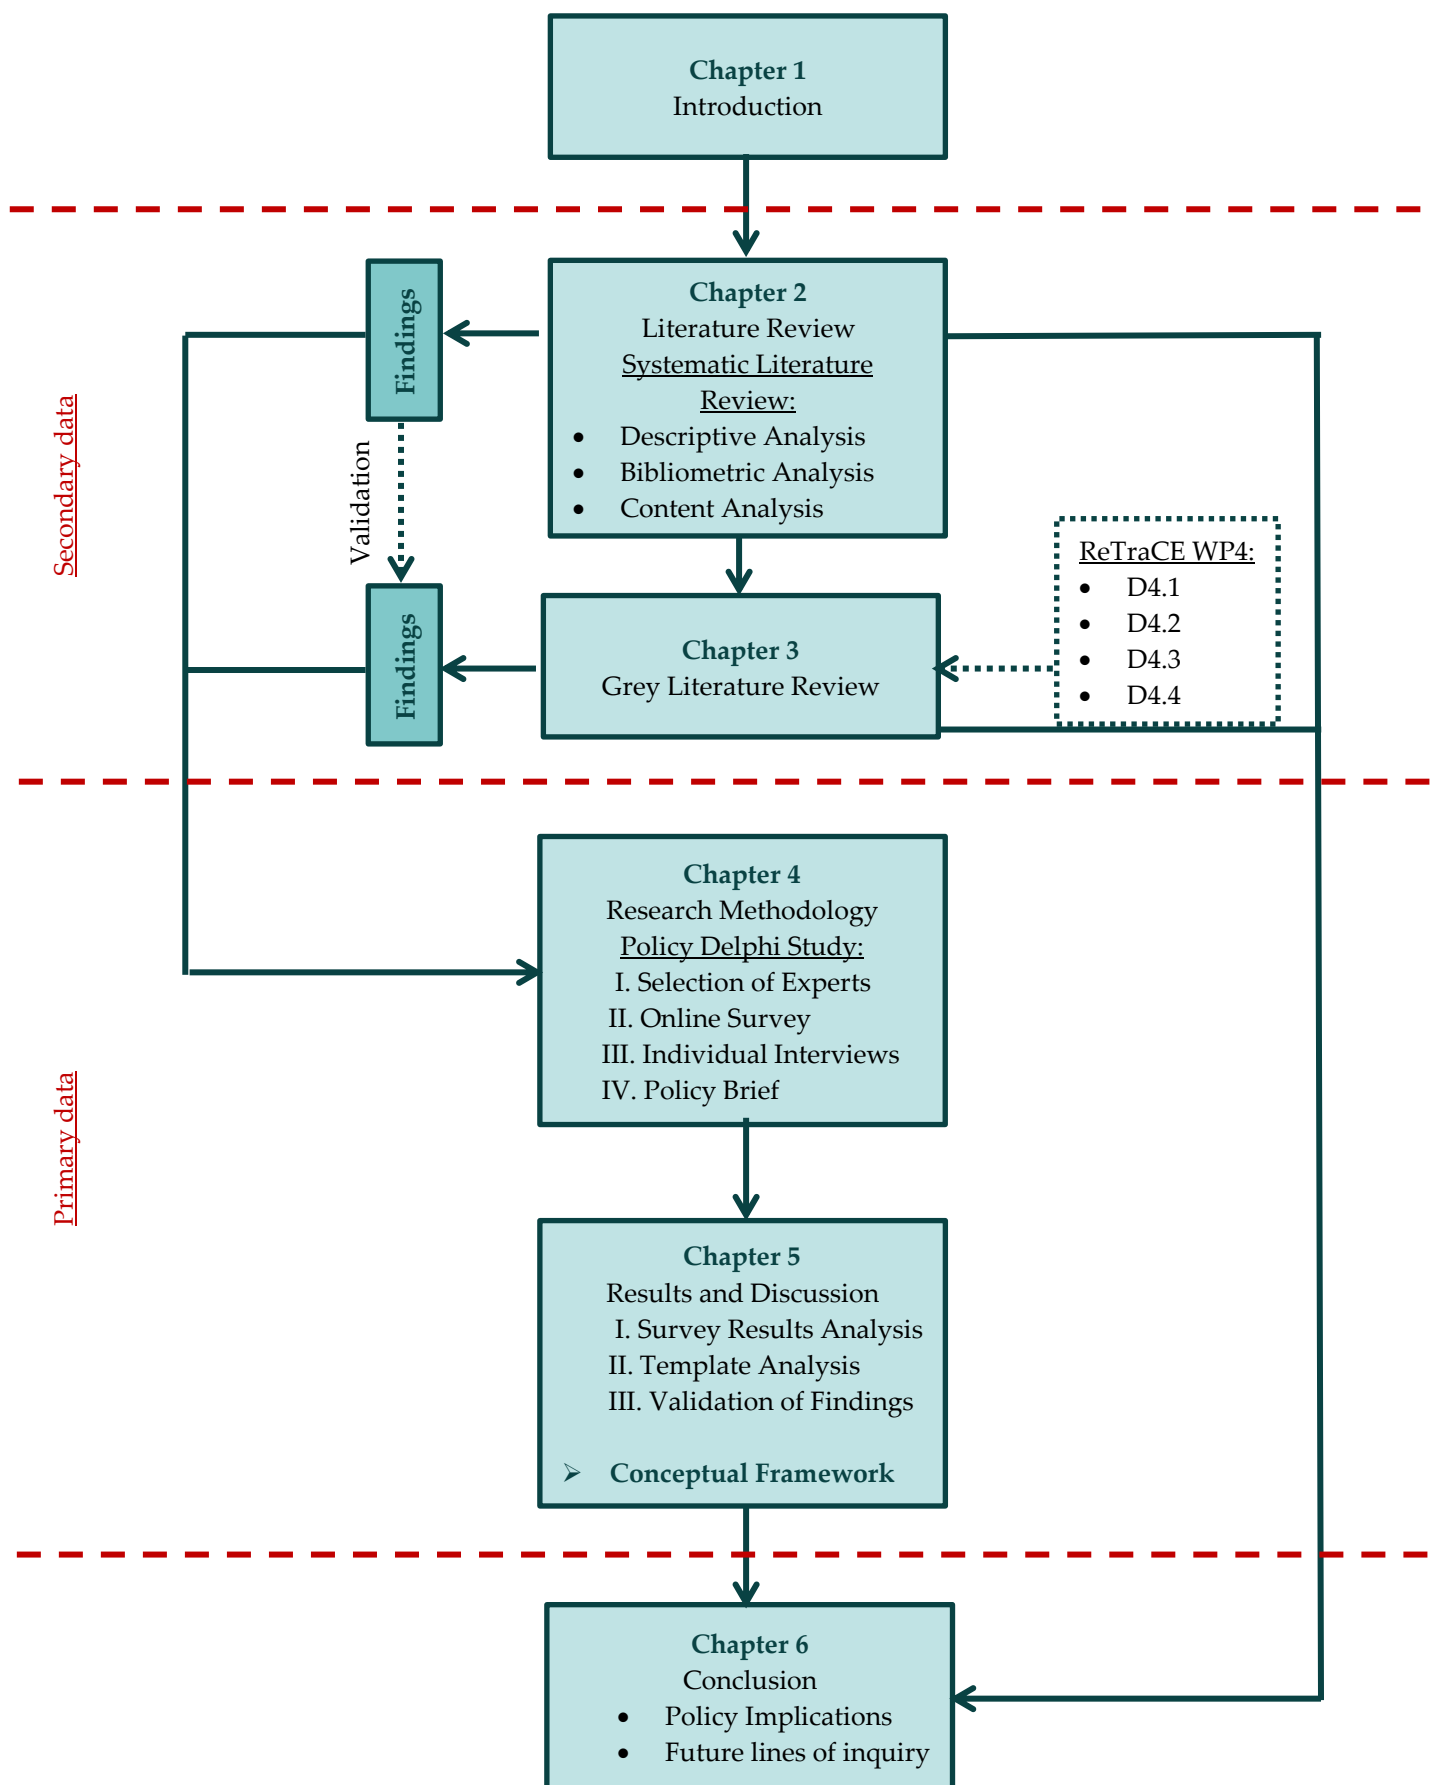 Chapter 1
Introduction
Secondary data
Findings
Chapter 2
Literature Review
Systematic Literature
Review:
• Descriptive Analysis
• Bibliometric Analysis
• Content Analysis
Validation
ReTraCE WP4:
• D4.1
• D4.2
• D4.3
• D4.4
Findings
Chapter 3
Grey Literature Review
Primary data
Chapter 4
Research Methodology
Policy Delphi Study:
I. Selection of Experts
II. Online Survey
III. Individual Interviews
IV. Policy Brief
Chapter 5
Results and Discussion
I. Survey Results Analysis
II. Template Analysis
III. Validation of Findings
➢ Conceptual Framework
Chapter 6
Conclusion
• Policy Implications
• Future lines of inquiry